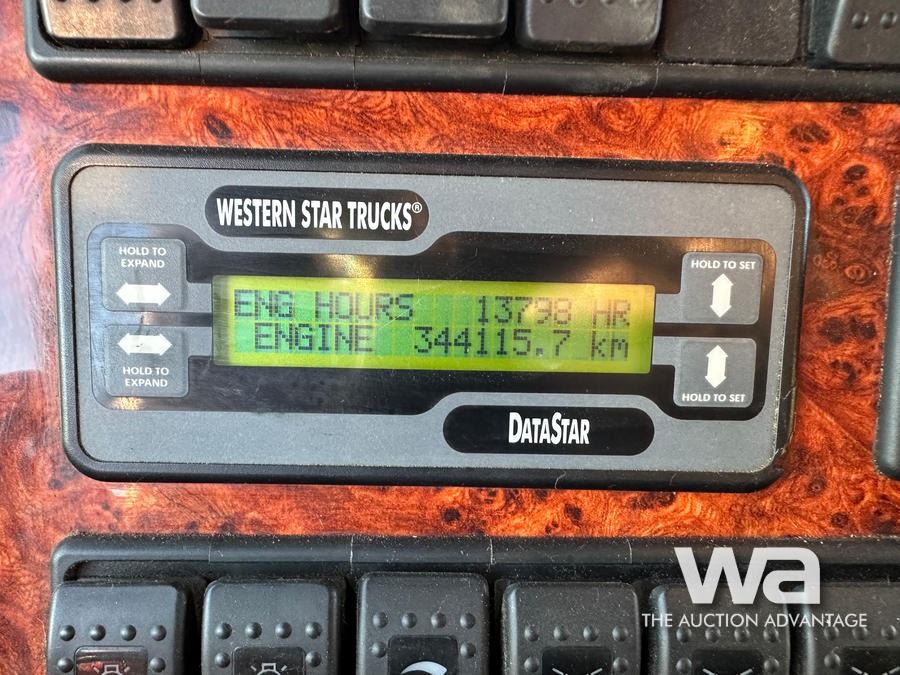 WESTERN STAR TRUCKS®
HOLD TO
EXPAND
HOLD TO SET
ENG HOURS 13798 HR
ENGINE 344115.7 km
HOLD TO
EXPAND
HOLD TO SET
DATASTAR
wa
THE AUCTION ADVANTAGE